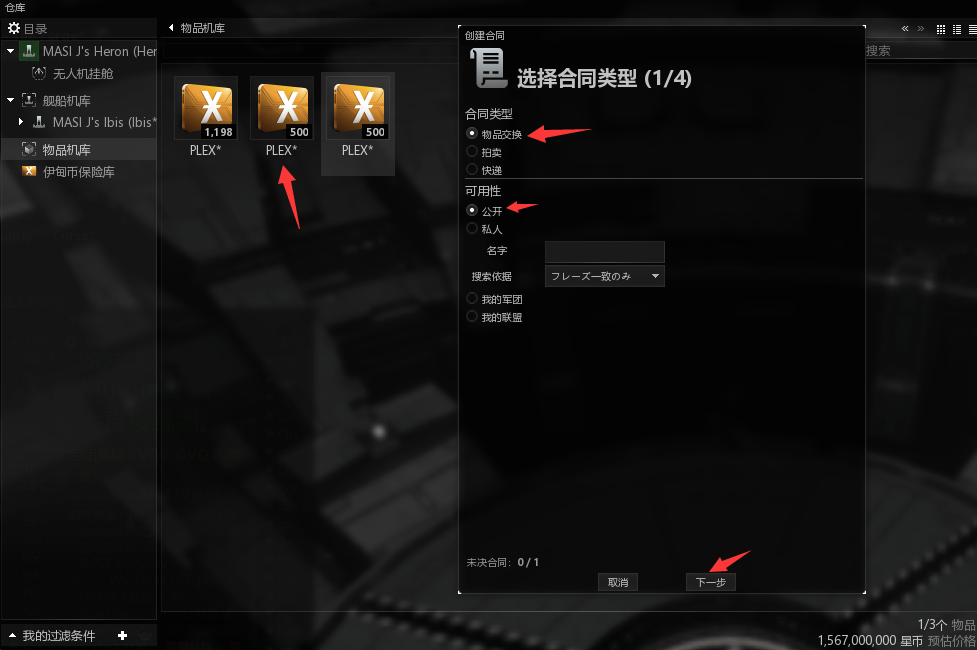 仓库
目录
MASI J's Heron (Her
无人机挂舱
舰船机库
MASI J's Ibis (Ibis*
物品机库
伊甸币保险库
物品机库
搜索
1,198
500
500
PLEX*
PLEX*
PLEX*
创建合同
选择合同类型 (1/4)
合同类型
物品交换
拍卖
快递
可用性
公开
私人
名字
搜索依据
フレーズ一致のみ
我的军团
我的联盟
未决合同: 0 / 1
取消
下一步
我的过滤条件
1/3个 物品
1,567,000,000 星币 预估价格